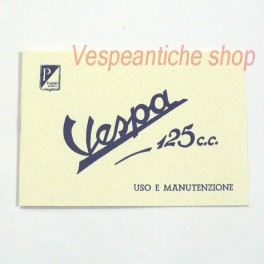 Vespeantiche shop
P
Vespa
125 c.c.
USO E MANUTENZIONE